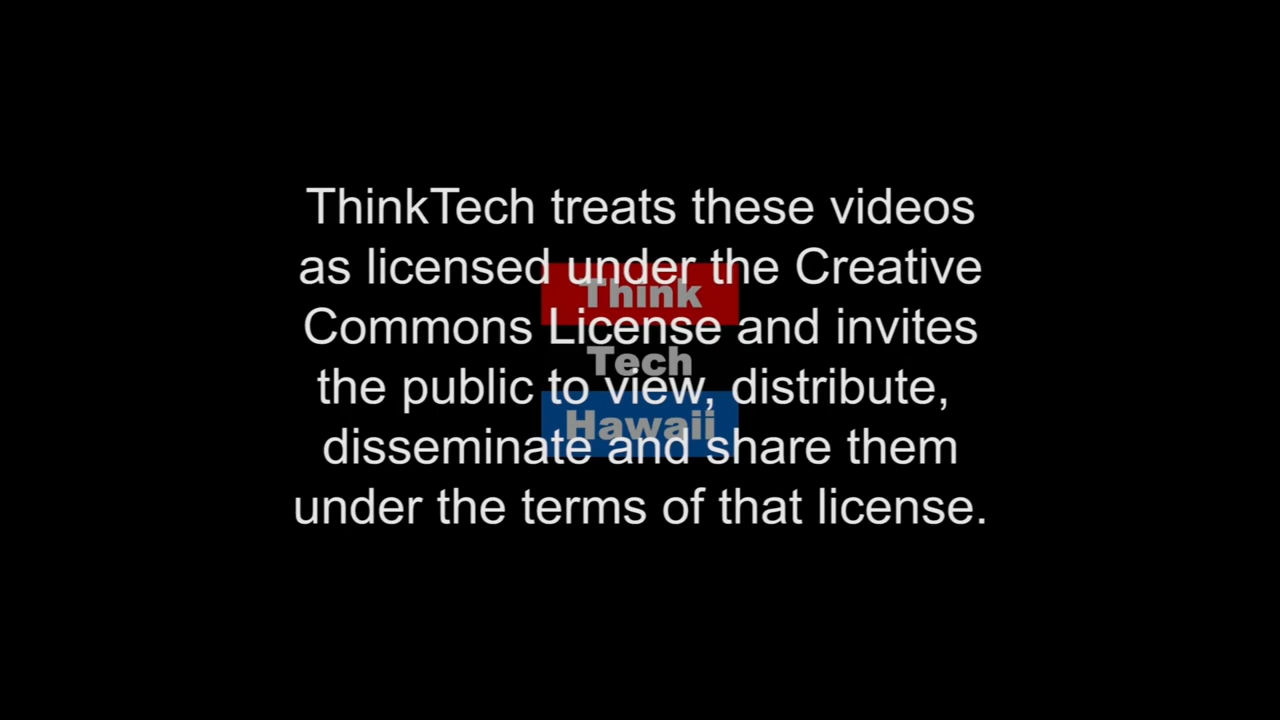 ThinkTech treats these videos
as licensed under the Creative
Think
Commons License and invites
Tech
the public to view, distribute,
Hawaii
disseminate and share them
under the terms of that license.